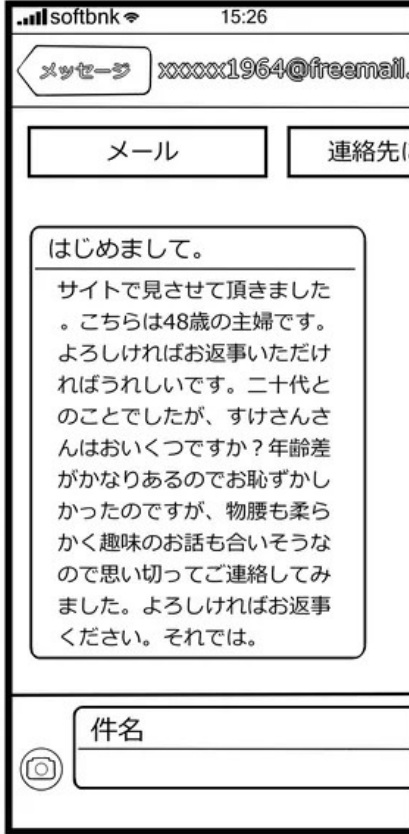 softbnk 15:26
メッセージ xxxxx1964@freemail.
メール 連絡先に
はじめまして。
サイトで見させて頂きました
。こちらは48歳の主婦です。
よろしければお返事いただけ
ればうれしいです。二十代と
のことでしたが、すけさんさ
んはおいくつですか？年齢差
がかなりあるのでお恥ずかし
かったのですが、物腰も柔ら
かく趣味のお話も合いそうな
ので思い切ってご連絡してみ
ました。よろしければお返事
ください。それでは。
件名